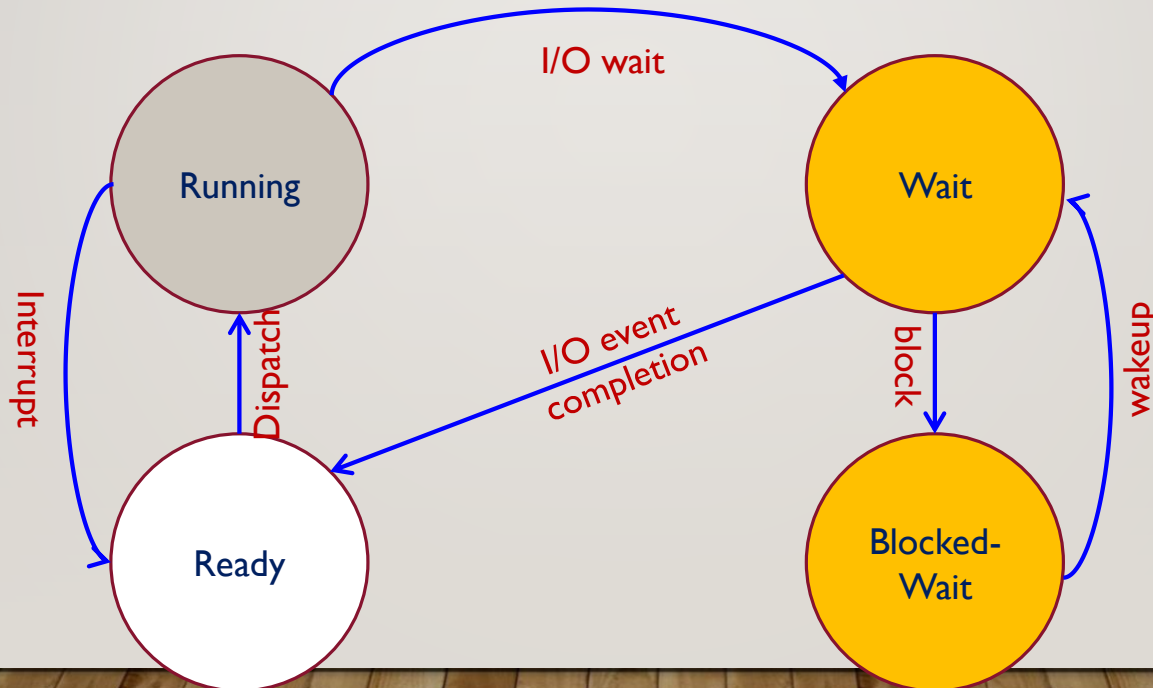 I/O wait
Running
Wait
Interrupt
Dispatch
I/O event
completion
block
wakeup
Ready
Blocked-
Wait